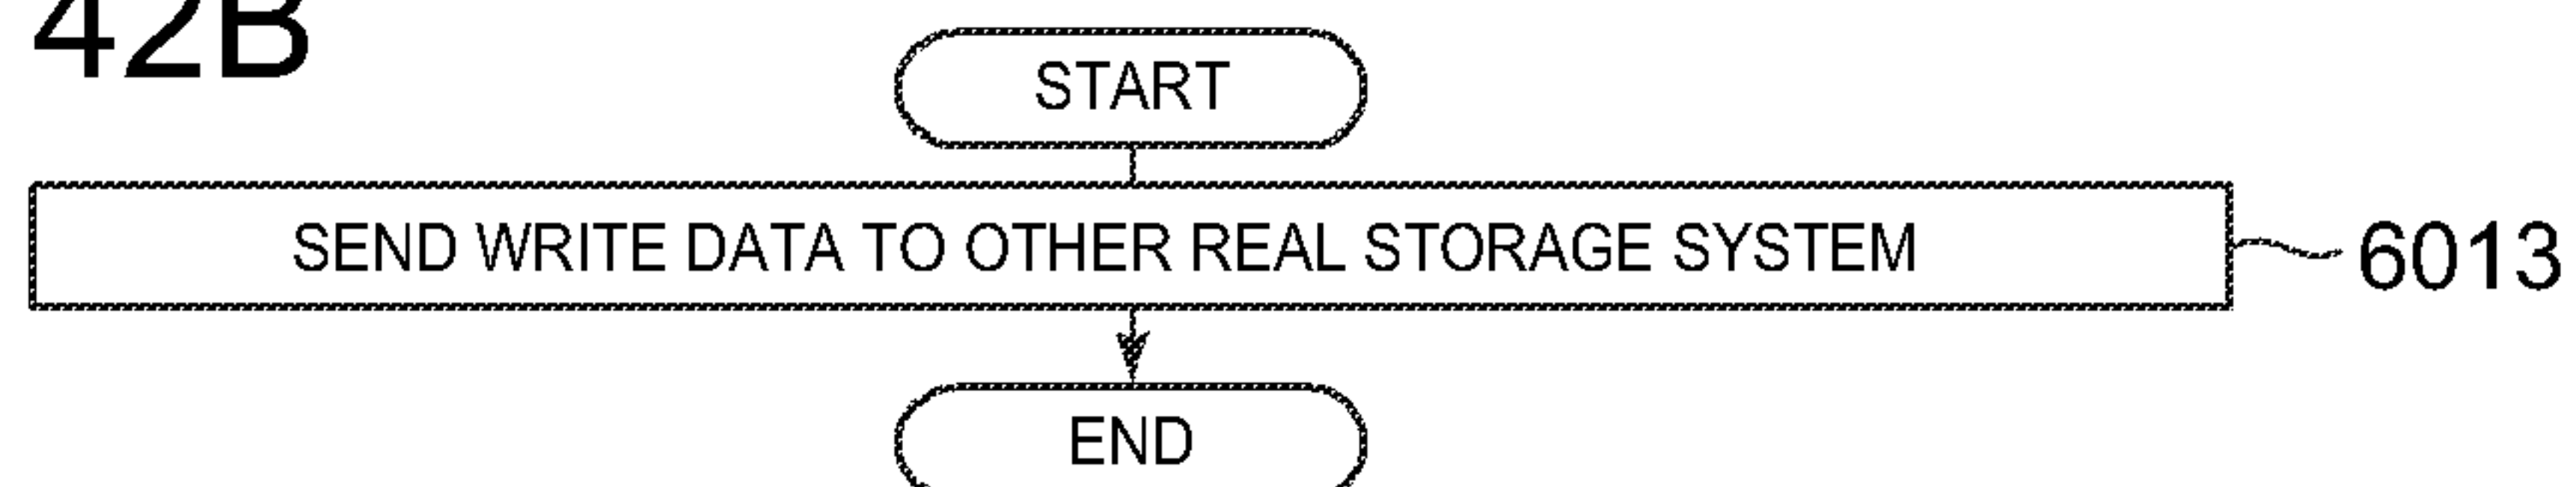 42B
START
SEND WRITE DATA TO OTHER REAL STORAGE SYSTEM
6013
END